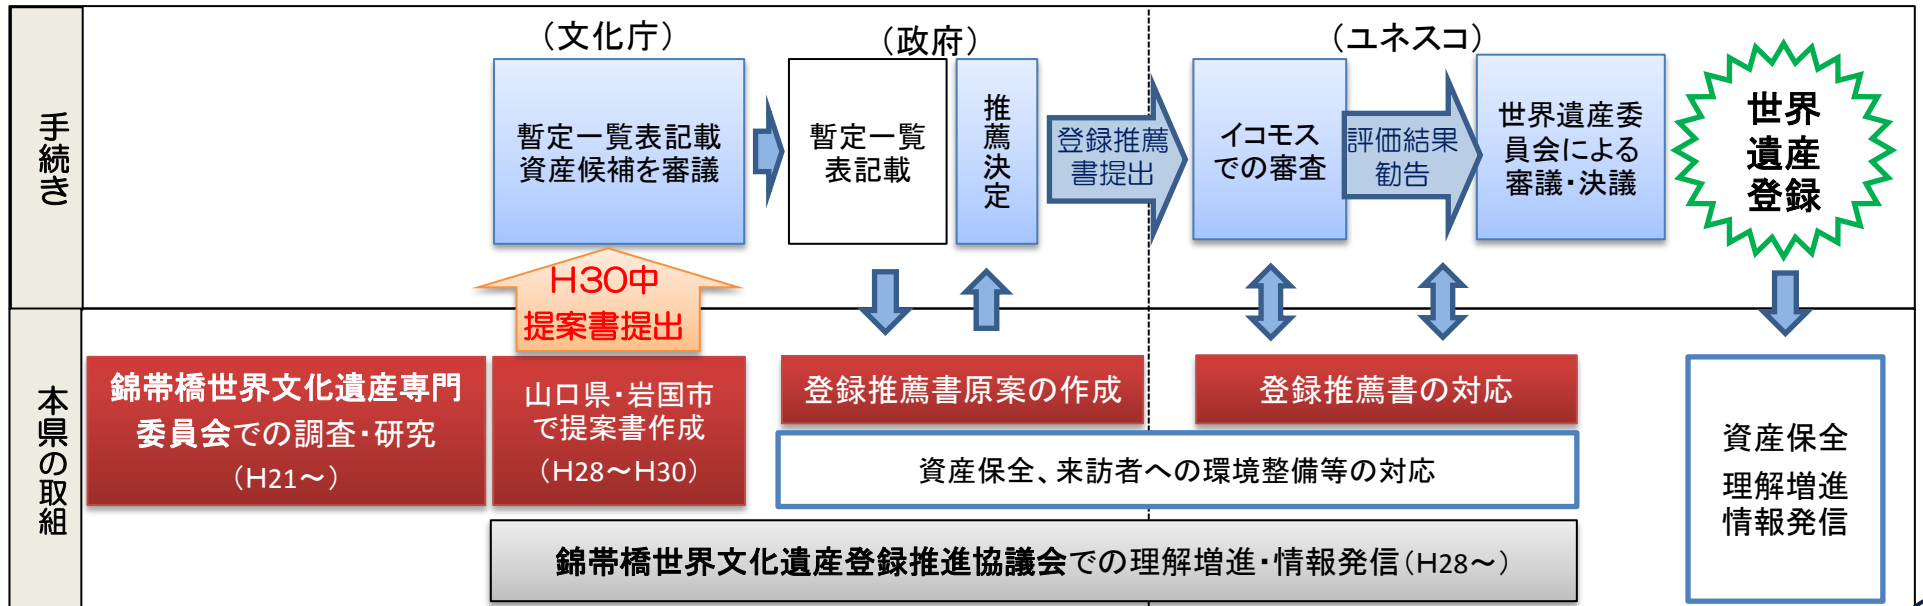 手続き
（文化庁）
暫定一覧表記載
資産候補を審議
（政府）
暫定一覧
表記載
推薦決定
登録推薦
書提出
（ユネスコ）
イコモス
での審査
評価結果
勧告
世界遺産委
員会による
審議・決議
世界
遺産
登録
H30中
提案書提出
本県の取組
錦帯橋世界文化遺産専門
委員会での調査・研究
（H21～）
山口県・岩国市
で提案書作成
（H28～H30）
登録推薦書原案の作成
登録推薦書の対応
資産保全、来訪者への環境整備等の対応
錦帯橋世界文化遺産登録推進協議会での理解増進・情報発信（H28～）
資産保全
理解増進
情報発信